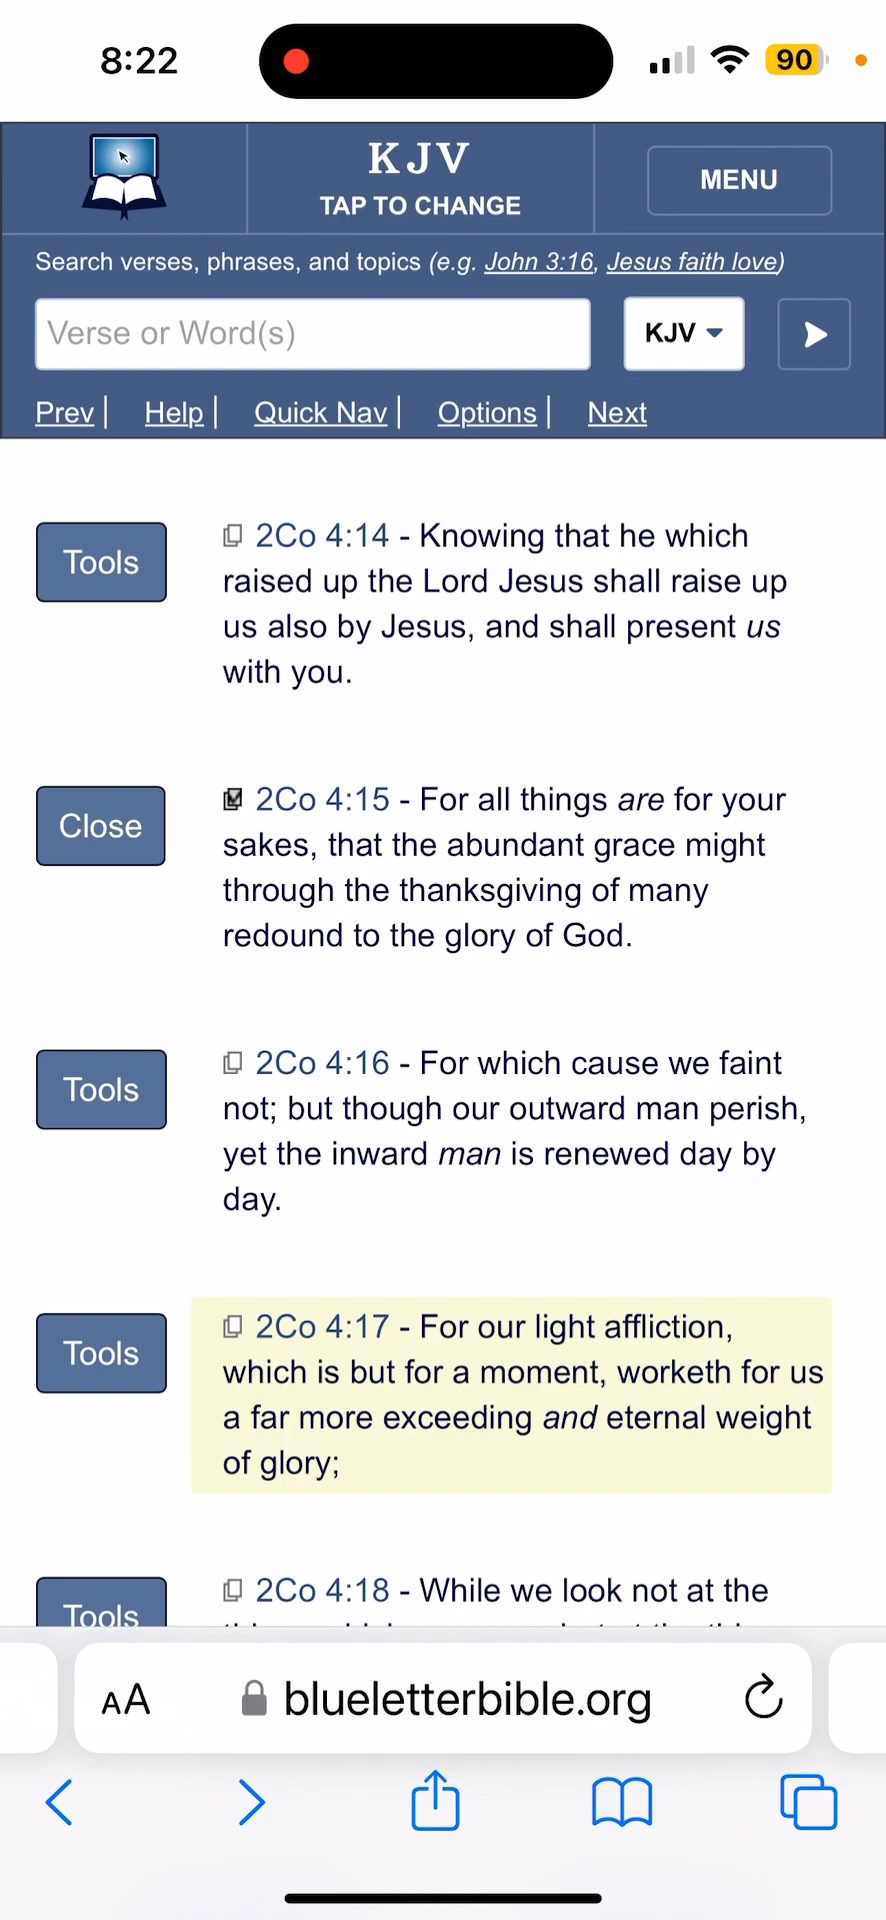 8:22
90
KJV
TAP TO CHANGE
MENU
Search verses, phrases, and topics (e.g. John 3:16, Jesus faith love)
Verse or Word(s)
KJV
Prev | Help | Quick Nav | Options | Next
Tools
2Co 4:14 - Knowing that he which
raised up the Lord Jesus shall raise up
us also by Jesus, and shall present us
with you.
Close
2Co 4:15 - For all things are for your
sakes, that the abundant grace might
through the thanksgiving of many
redound to the glory of God.
Tools
2Co 4:16 - For which cause we faint
not; but though our outward man perish,
yet the inward man is renewed day by
day.
Tools
2Co 4:17 - For our light affliction,
which is but for a moment, worketh for us
a far more exceeding and eternal weight
of glory;
Tools
2Co 4:18 - While we look not at the
AA
blueletterbible.org